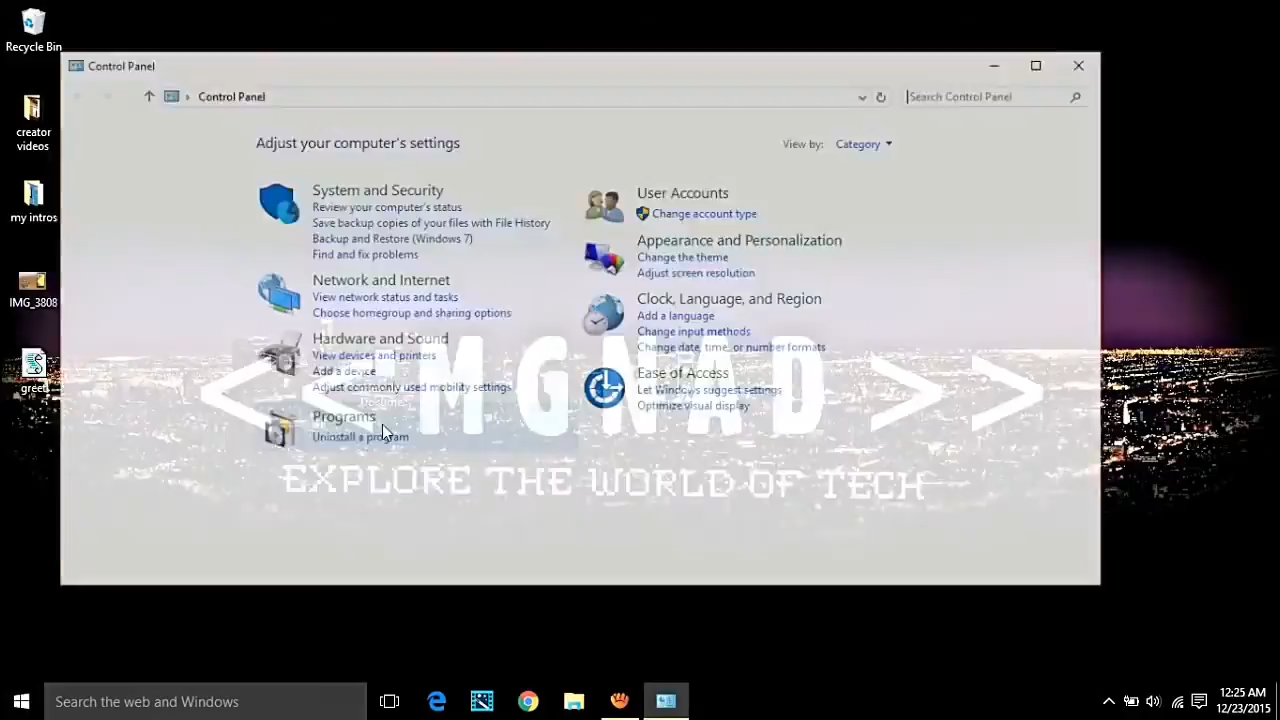 Recycle Bin
creator
videos
my intros
IMG_3808
greet
Control Panel
Control Panel
Search Control Panel
Adjust your computer's settings
View by: Category
System and Security
Review your computer's status
Save backup copies of your files with File History
Backup and Restore (Windows 7)
Find and fix problems
Network and Internet
View network status and tasks
Choose homegroup and sharing options
Hardware and Sound
View devices and printers
Add a device
Adjust commonly used mobility settings
Programs
Uninstall a program
User Accounts
Change account type
Appearance and Personalization
Change the theme
Adjust screen resolution
Clock, Language, and Region
Add a language
Change input methods
Change date, time, or number formats
Ease of Access
Let Windows suggest settings
Optimize visual display
EXPLORE THE WORLD OF TECH
Search the web and Windows
12:25 AM
12/23/2015